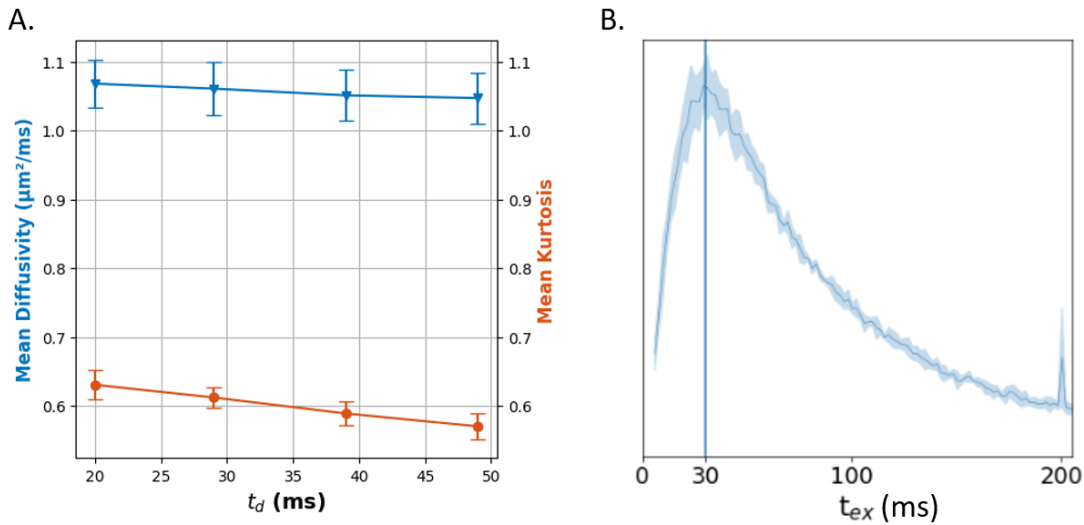 A.
Mean Diffusivity (μm²/ms)
1.1
1.0
0.9
0.8
0.7
0.6
20 25 30 35 40 45 50
t_d (ms)
1.1
1.0
0.9
0.8
0.7
0.6
Mean Kurtosis
B.
0 30 100 200
t_ex (ms)